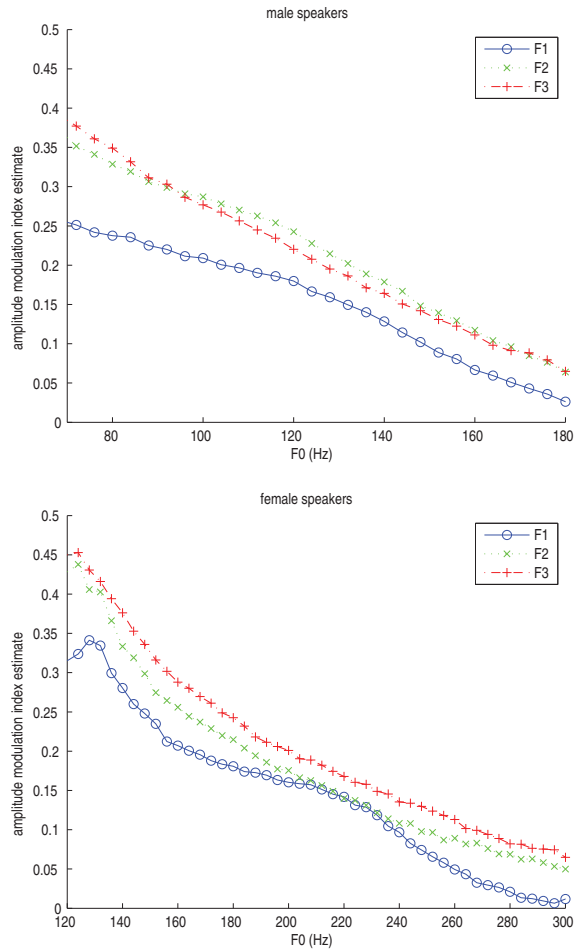 male speakers
0.5
0.45
0.4
0.35
0.3
0.25
0.2
0.15
0.1
0.05
0
amplitude modulation index estimate
80 100 120 140 160 180
F0 (Hz)
F1
F2
F3
female speakers
0.5
0.45
0.4
0.35
0.3
0.25
0.2
0.15
0.1
0.05
0
amplitude modulation index estimate
120 140 160 180 200 220 240 260 280 300
F0 (Hz)
F1
F2
F3